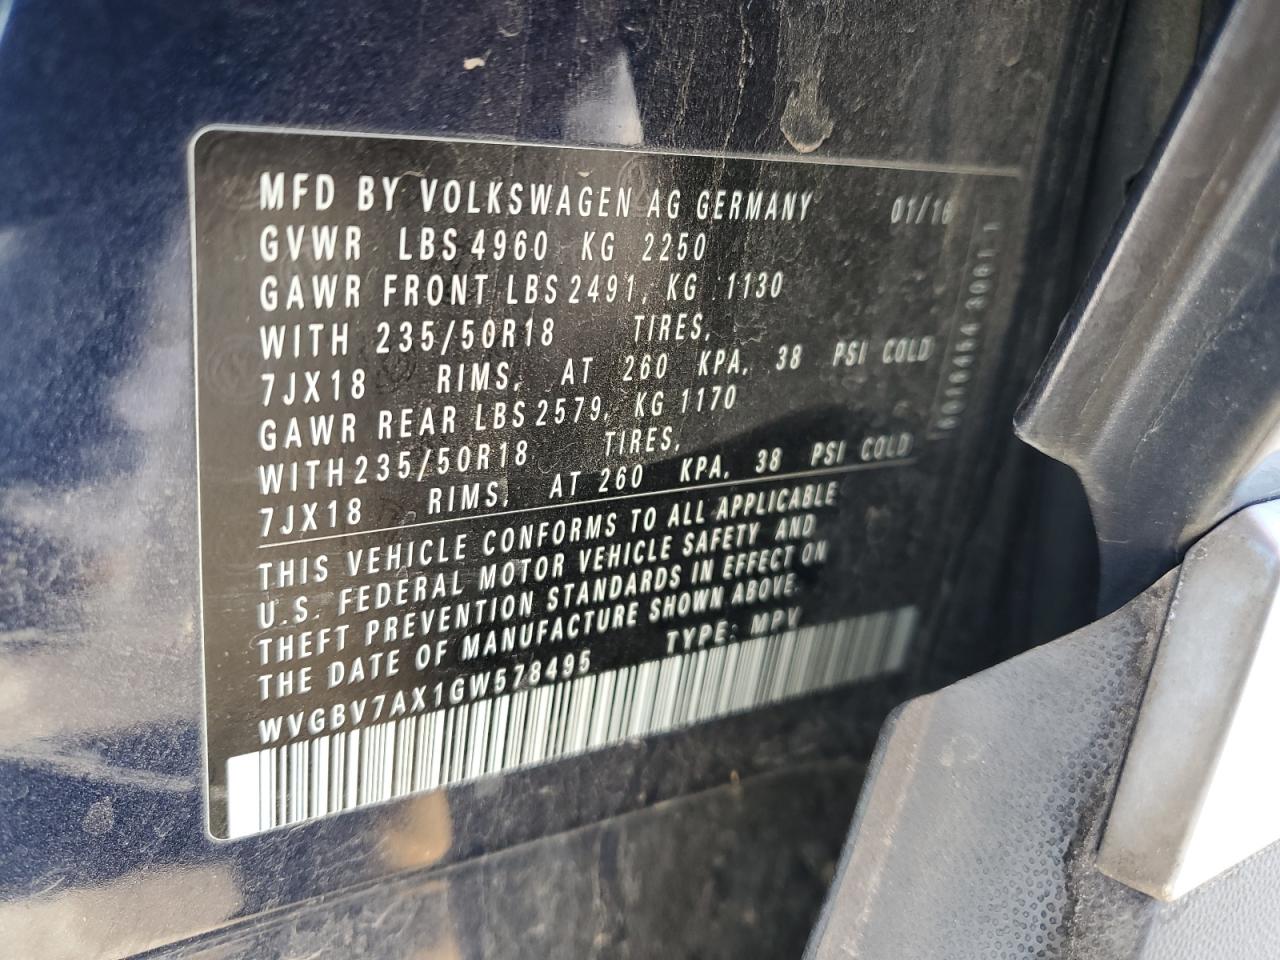 MFD BY VOLKSWAGEN AG GERMANY 01/16
GVWR LBS 4960 KG 2250
GAWR FRONT LBS 2491, KG 1130
WITH 235/50R18 TIRES,
7JX18 RIMS, AT 260 KPA, 38 PSI COLD
GAWR REAR LBS 2579, KG 1170
WITH 235/50R18 TIRES,
7JX18 RIMS, AT 260 KPA, 38 PSI COLD
THIS VEHICLE CONFORMS TO ALL APPLICABLE
U.S. FEDERAL MOTOR VEHICLE SAFETY AND
THEFT PREVENTION STANDARDS IN EFFECT ON
THE DATE OF MANUFACTURE SHOWN ABOVE.
WVGBV7AX1GW578495 TYPE: MPV